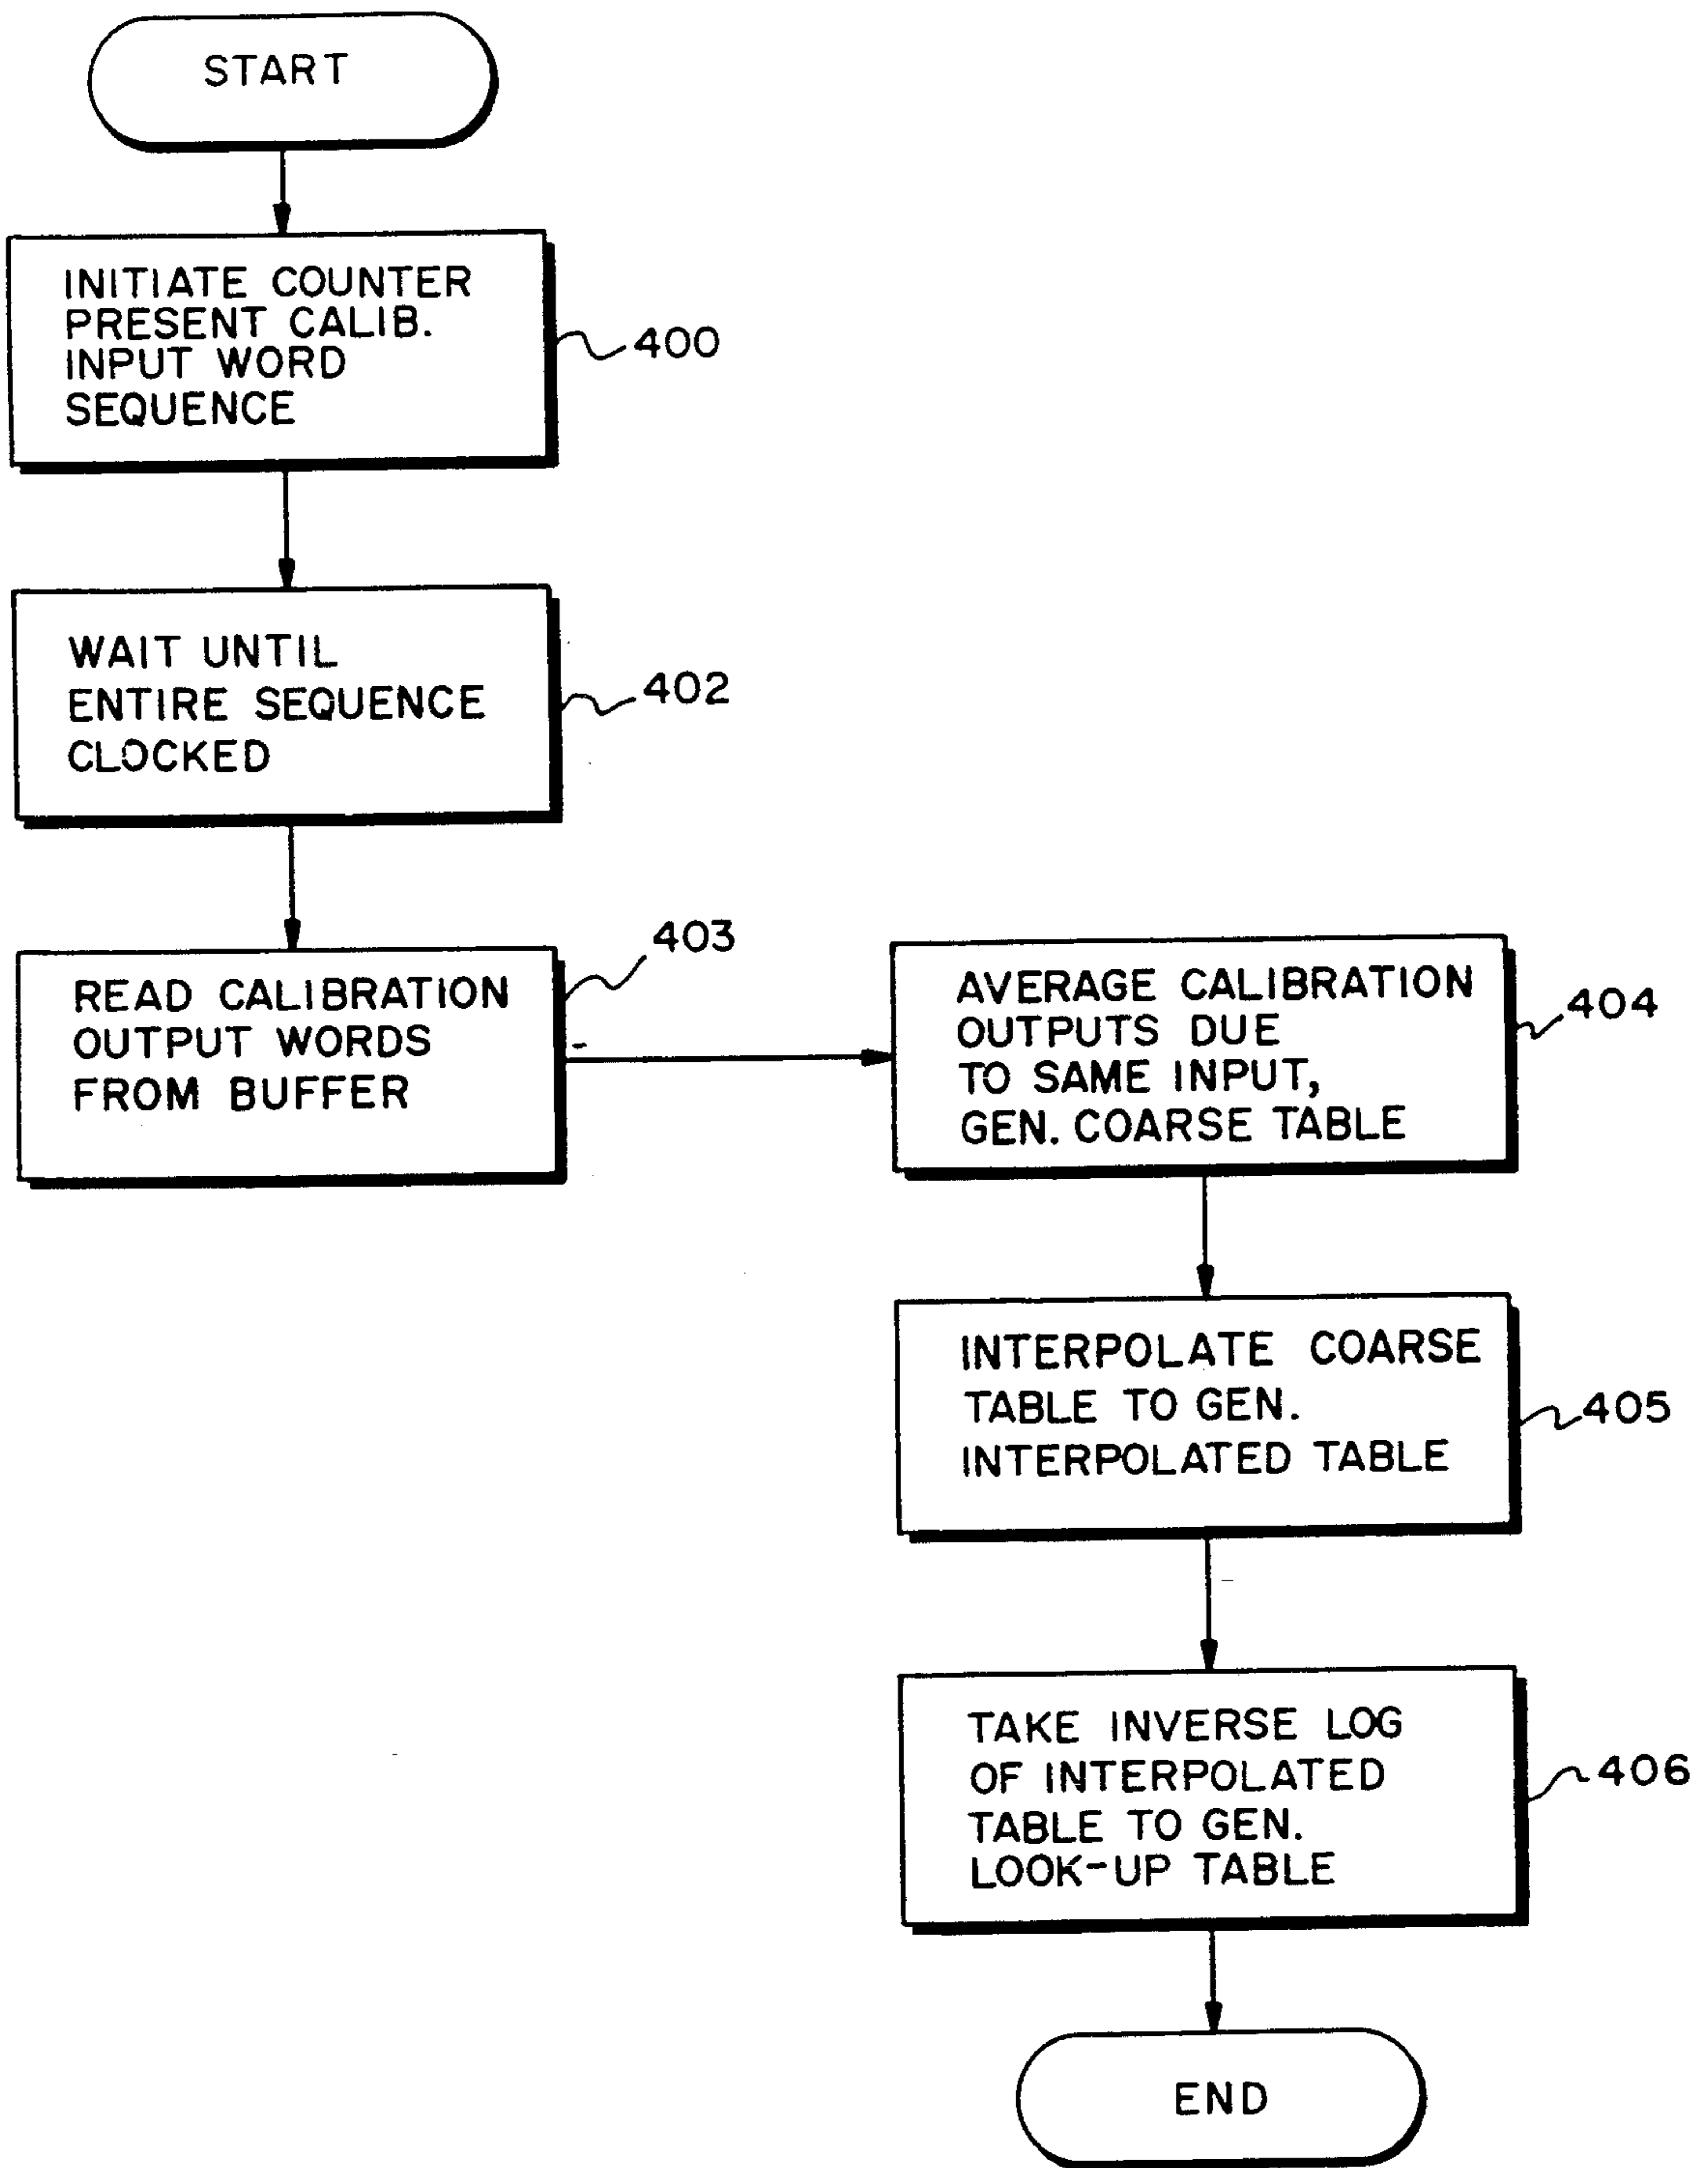 START
INITIATE COUNTER
PRESENT CALIB.
INPUT WORD
SEQUENCE
400
WAIT UNTIL
ENTIRE SEQUENCE
CLOCKED
402
READ CALIBRATION
OUTPUT WORDS
FROM BUFFER
403
AVERAGE CALIBRATION
OUTPUTS DUE
TO SAME INPUT,
GEN. COARSE TABLE
404
INTERPOLATE COARSE
TABLE TO GEN.
INTERPOLATED TABLE
405
TAKE INVERSE LOG
OF INTERPOLATED
TABLE TO GEN.
LOOK-UP TABLE
406
END